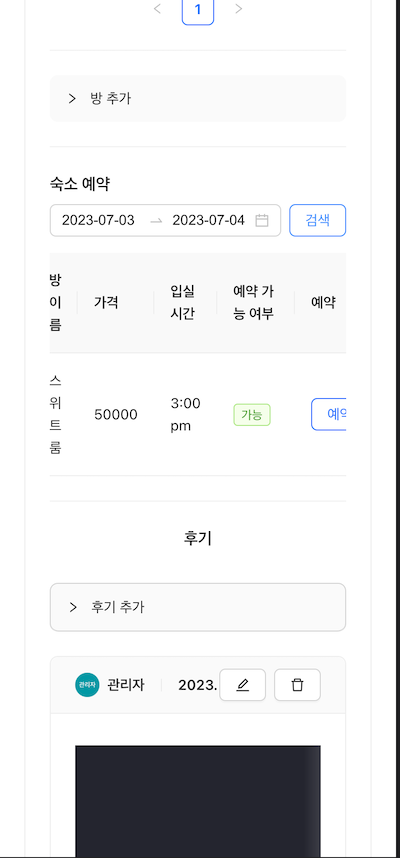 1
방 추가
숙소 예약
2023-07-03 → 2023-07-04 검색
방
이
름
가격
입실
시간
예약 가
능 여부
예약
스
위
트
룸
50000
3:00
pm
가능
예약
후기
후기 추가
관리자 관리자 2023.